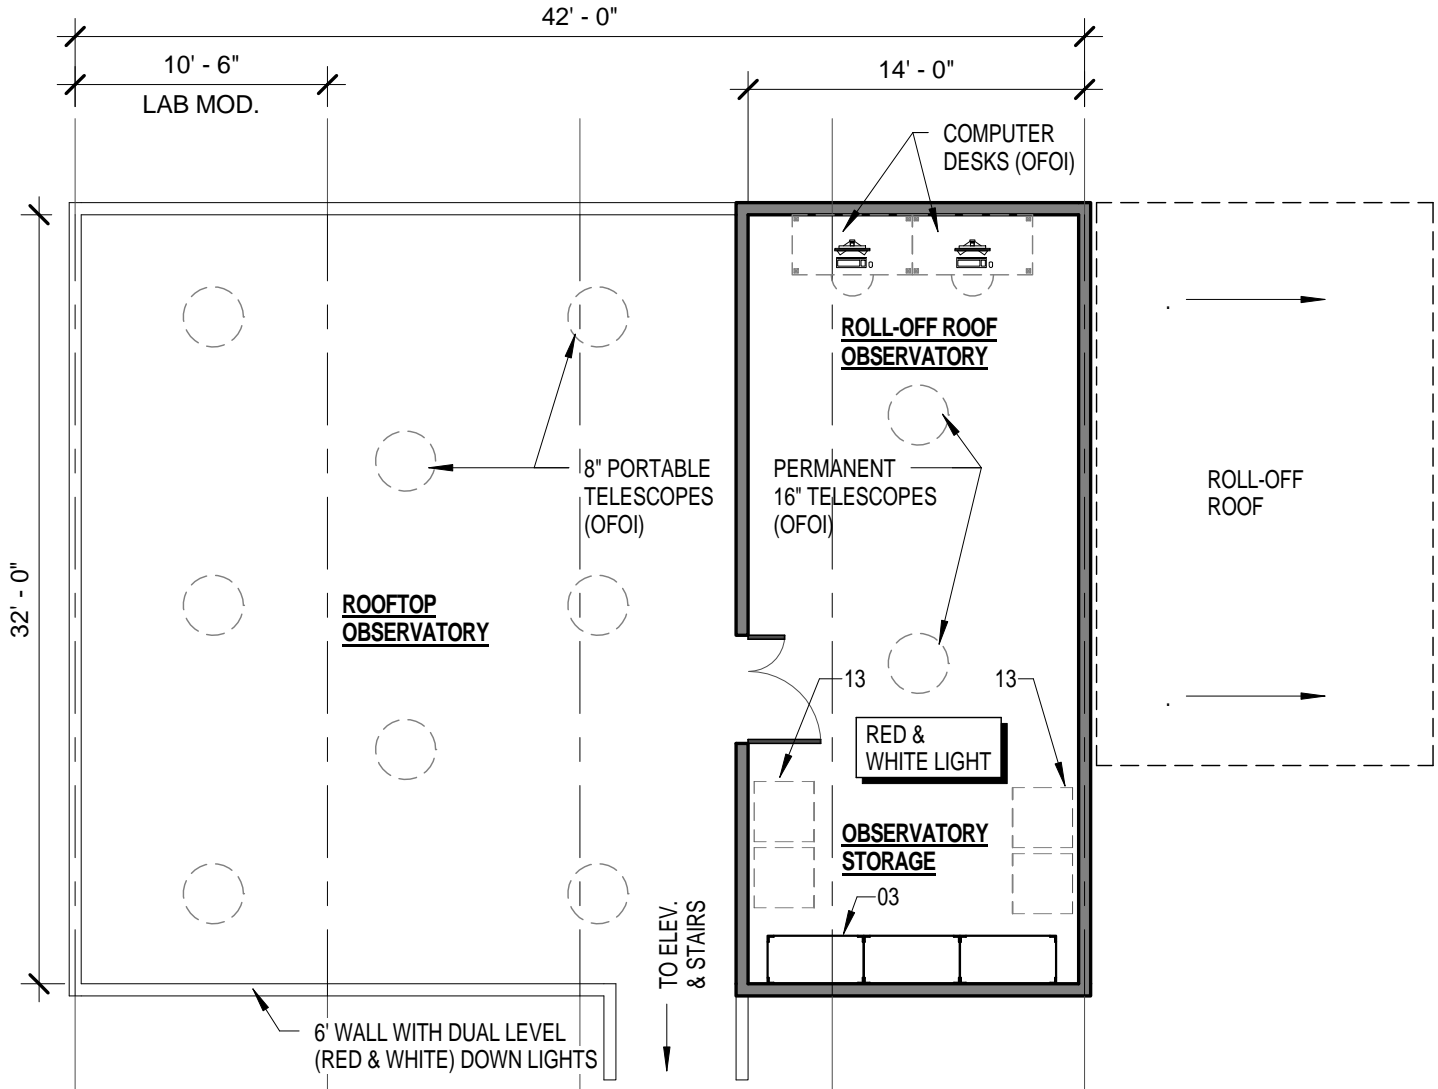 42' - 0"
10' - 6"
LAB MOD.
14' - 0"
COMPUTER
DESKS (OFOI)
ROLL-OFF ROOF
OBSERVATORY
8" PORTABLE
TELESCOPES
(OFOI)
PERMANENT
16" TELESCOPES
(OFOI)
ROLL-OFF
ROOF
32' - 0"
ROOFTOP
OBSERVATORY
13
13
RED &
WHITE LIGHT
OBSERVATORY
STORAGE
03
TO ELEV.
& STAIRS
6' WALL WITH DUAL LEVEL
(RED & WHITE) DOWN LIGHTS